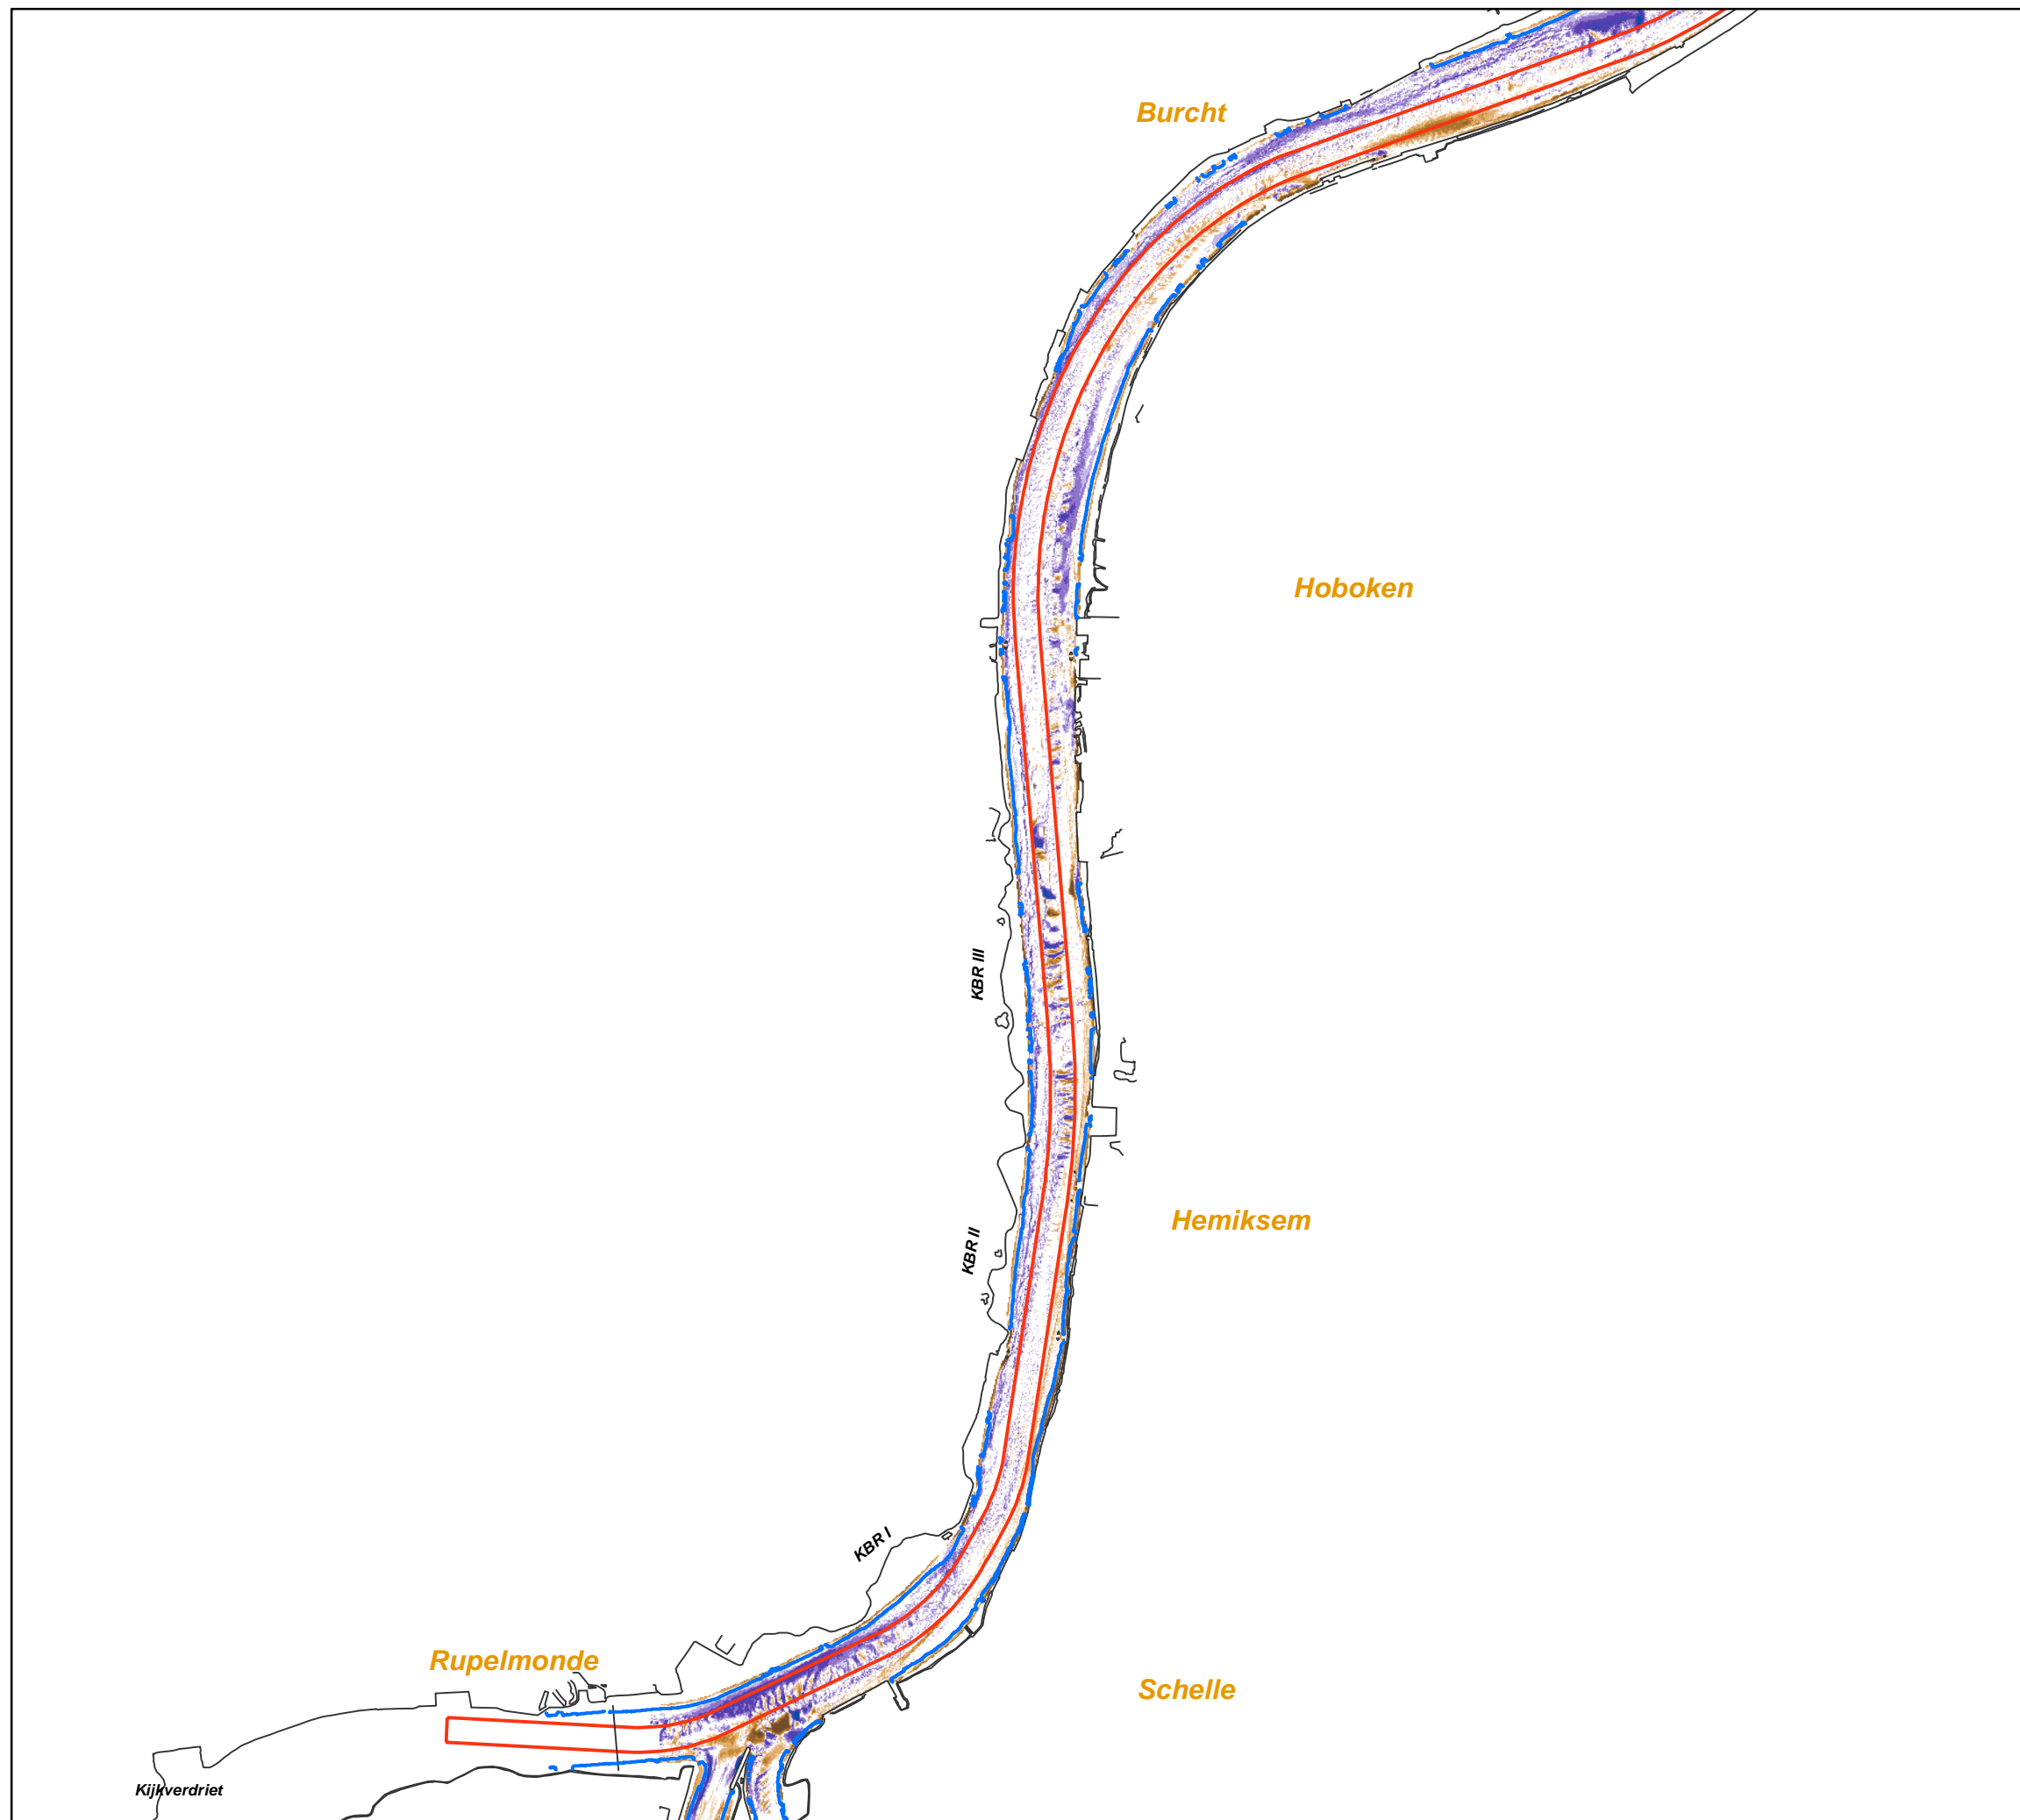 Burcht
Hoboken
KBR III
Hemiksem
KBR II
KBR I
Rupelmonde
Schelle
Kijkverdriet